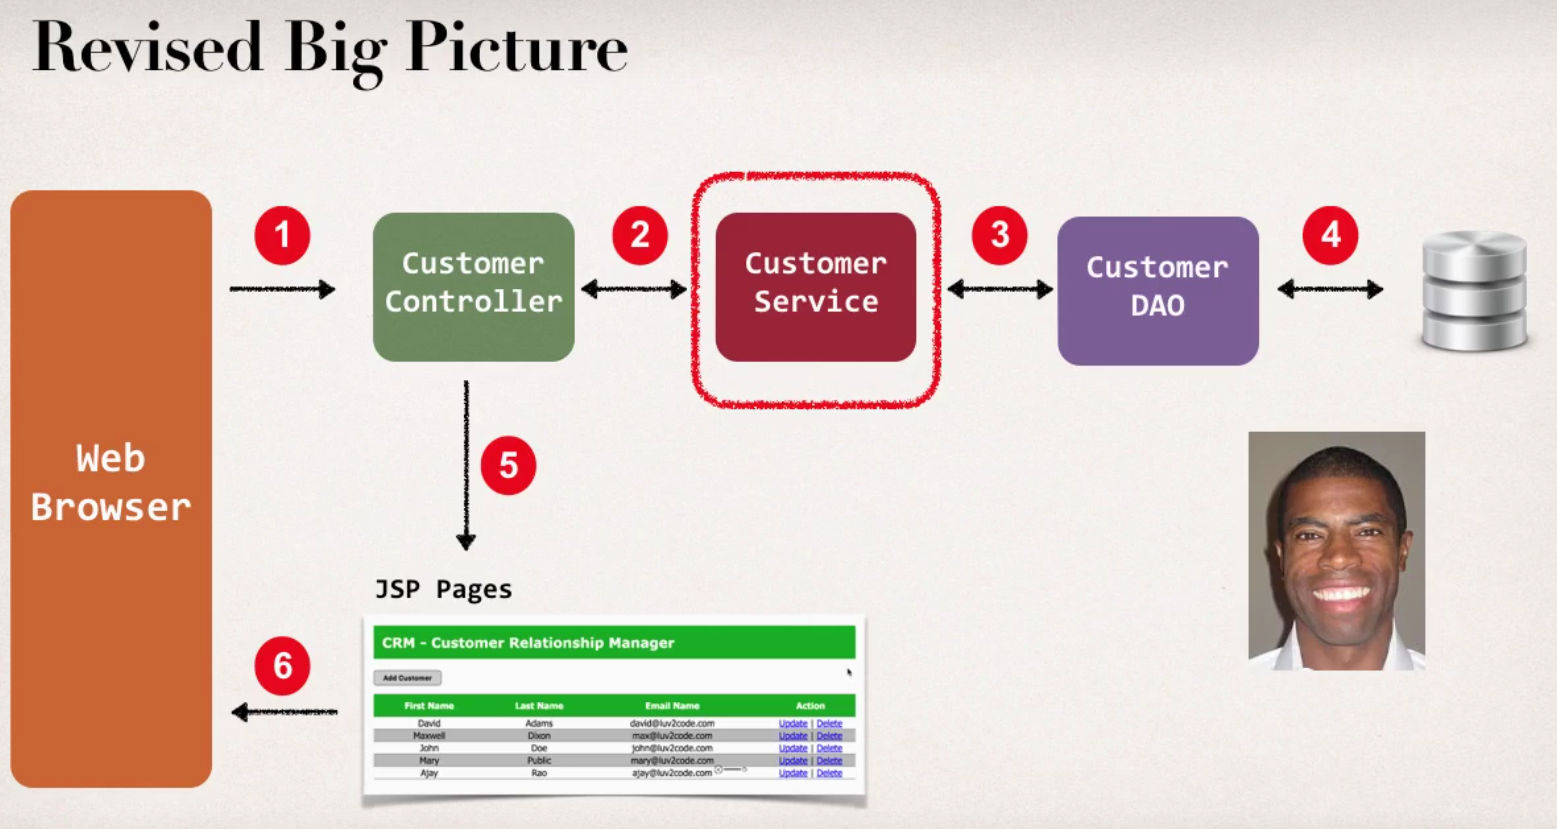 Revised Big Picture
1
2
3
4
Customer
Controller
Customer
Service
Customer
DAO
Web
Browser
5
JSP Pages
6
CRM - Customer Relationship Manager
Add Customer
First Name Last Name Email Name Action
David Adams david@luv2code.com Update | Delete
Maxwell Dixon max@luv2code.com Update | Delete
John Doe john@luv2code.com Update | Delete
Mary Public mary@luv2code.com Update | Delete
Ajay Rao ajay@luv2code.com Update | Delete